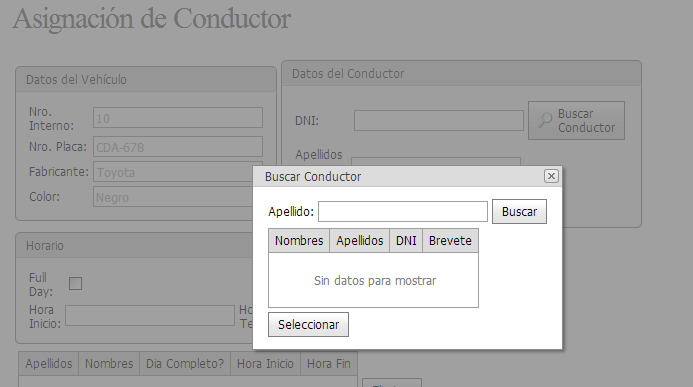 Asignación de Conductor
Datos del Vehículo
Nro. Interno: 10
Nro. Placa: CDA-678
Fabricante: Toyota
Color: Negro
Datos del Conductor
DNI:
Buscar Conductor
Apellidos
Buscar Conductor
Apellido: Buscar
Nombres Apellidos DNI Brevete
Sin datos para mostrar
Seleccionar
Horario
Full Day:
Hora Inicio:
Apellidos Nombres Dia Completo? Hora Inicio Hora Fin